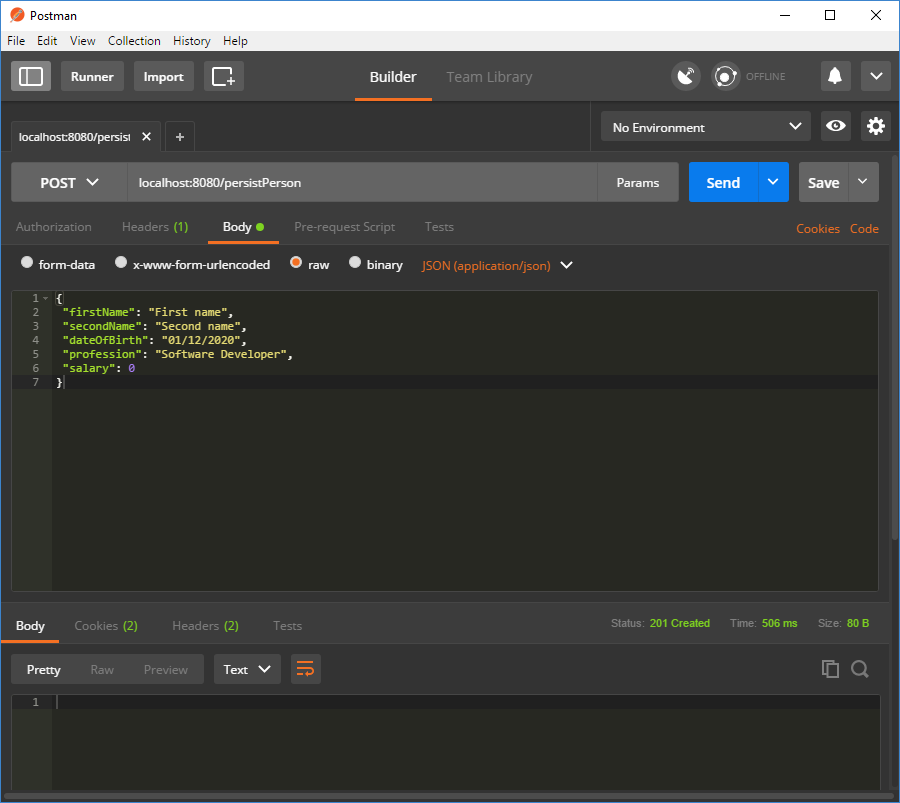 Postman
File Edit View Collection History Help
Runner Import Builder Team Library OFFLINE
localhost:8080/persist No Environment
POST localhost:8080/persistPerson Params Send Save
Authorization Headers (1) Body Pre-request Script Tests Cookies Code
form-data x-www-form-urlencoded raw binary JSON (application/json)
1 {
2 "firstName": "First name",
3 "secondName": "Second name",
4 "dateOfBirth": "01/12/2020",
5 "profession": "Software Developer",
6 "salary": 0
7 }
Body Cookies (2) Headers (2) Tests Status: 201 Created Time: 506 ms Size: 80 B
Pretty Raw Preview Text
1